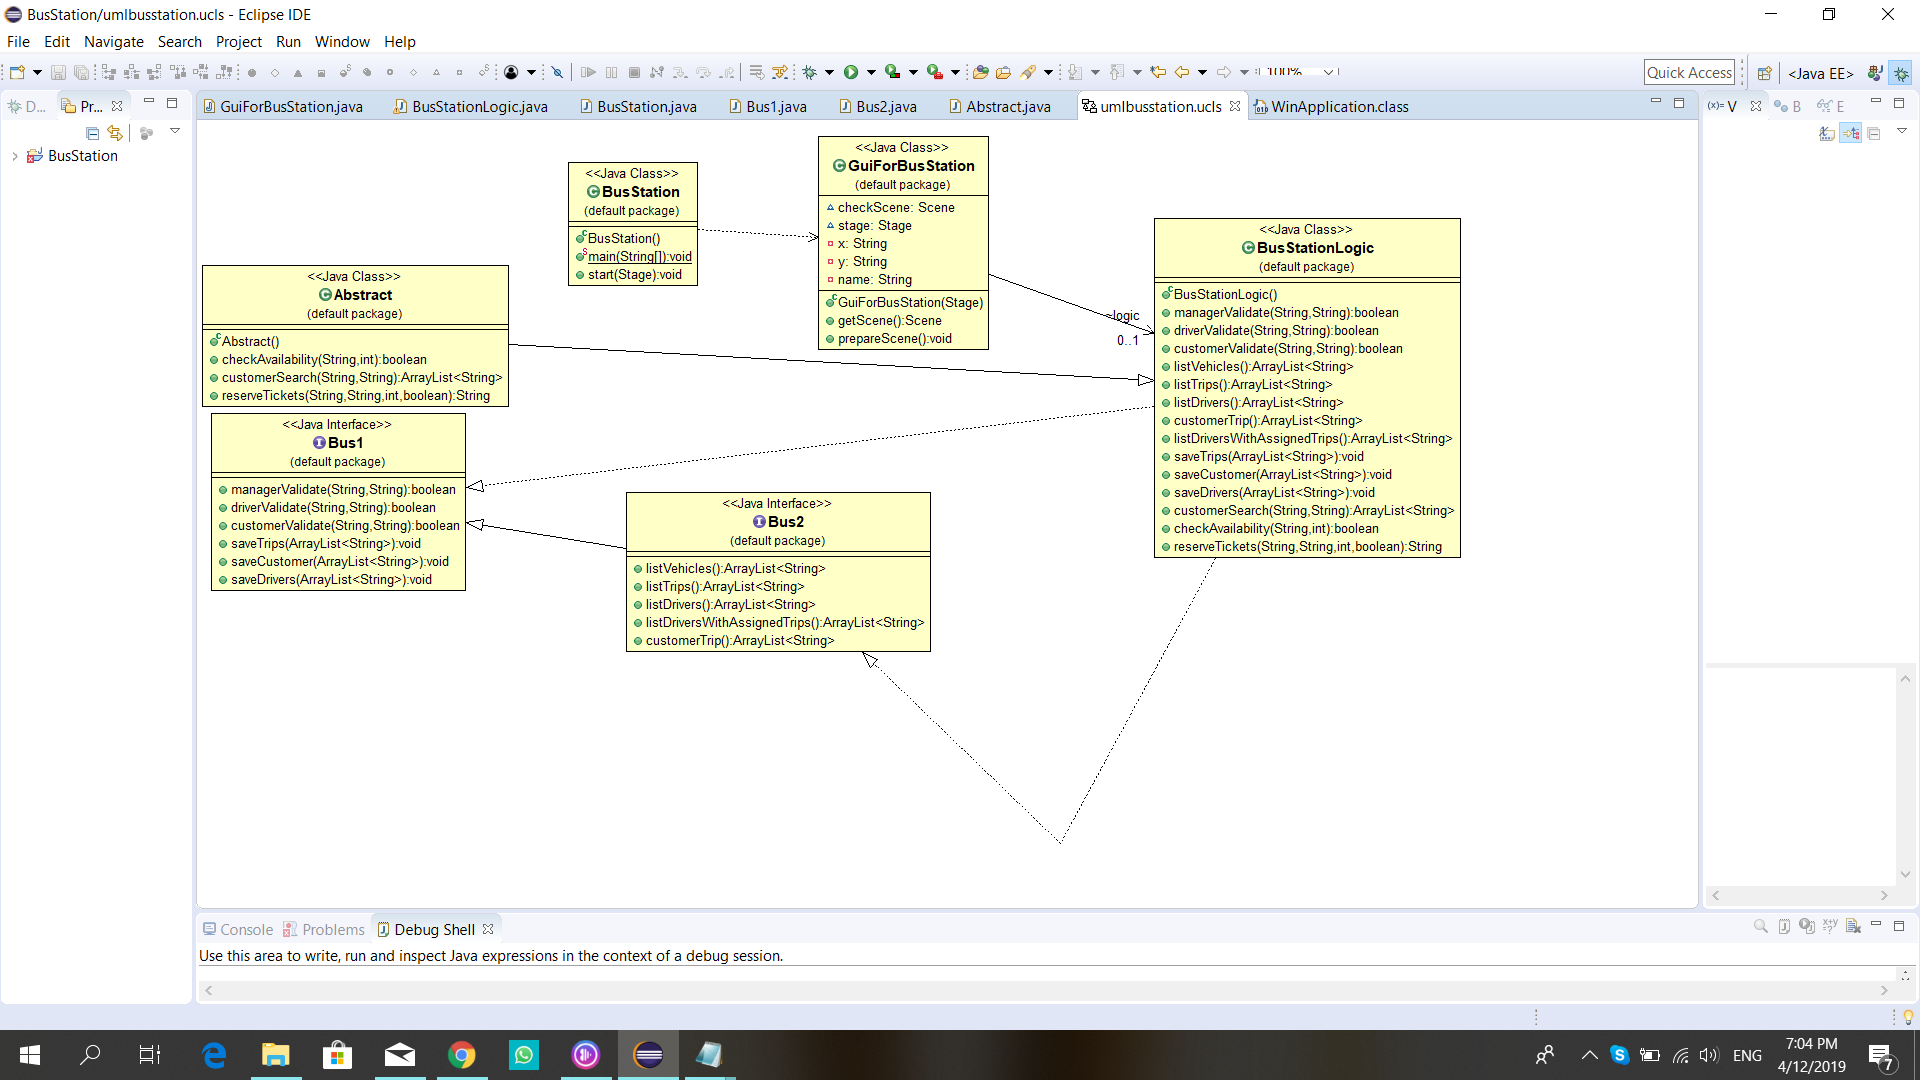 BusStation/umlbusstation.ucls - Eclipse IDE
File Edit Navigate Search Project Run Window Help
100%
Quick Access
<Java EE>
D...
Pr...
GuiForBusStation.java
BusStationLogic.java
BusStation.java
Bus1.java
Bus2.java
Abstract.java
umlbusstation.ucls
WinApplication.class
(x)= V
B
E
BusStation
<<Java Class>>
BusStation
(default package)
BusStation()
main(String[]):void
start(Stage):void
<<Java Class>>
GuiForBusStation
(default package)
checkScene: Scene
stage: Stage
x: String
y: String
name: String
GuiForBusStation(Stage)
getScene():Scene
prepareScene():void
~logic
0..1
<<Java Class>>
BusStationLogic
(default package)
BusStationLogic()
managerValidate(String,String):boolean
driverValidate(String,String):boolean
customerValidate(String,String):boolean
listVehicles():ArrayList<String>
listTrips():ArrayList<String>
listDrivers():ArrayList<String>
customerTrip():ArrayList<String>
listDriversWithAssignedTrips():ArrayList<String>
saveTrips(ArrayList<String>):void
saveCustomer(ArrayList<String>):void
saveDrivers(ArrayList<String>):void
customerSearch(String,String):ArrayList<String>
checkAvailability(String,int):boolean
reserveTickets(String,String,int,boolean):String
<<Java Class>>
Abstract
(default package)
Abstract()
checkAvailability(String,int):boolean
customerSearch(String,String):ArrayList<String>
reserveTickets(String,String,int,boolean):String
<<Java Interface>>
Bus1
(default package)
managerValidate(String,String):boolean
driverValidate(String,String):boolean
customerValidate(String,String):boolean
saveTrips(ArrayList<String>):void
saveCustomer(ArrayList<String>):void
saveDrivers(ArrayList<String>):void
<<Java Interface>>
Bus2
(default package)
listVehicles():ArrayList<String>
listTrips():ArrayList<String>
listDrivers():ArrayList<String>
listDriversWithAssignedTrips():ArrayList<String>
customerTrip():ArrayList<String>
Console
Problems
Debug Shell
Use this area to write, run and inspect Java expressions in the context of a debug session.
ENG
7:04 PM
4/12/2019
7